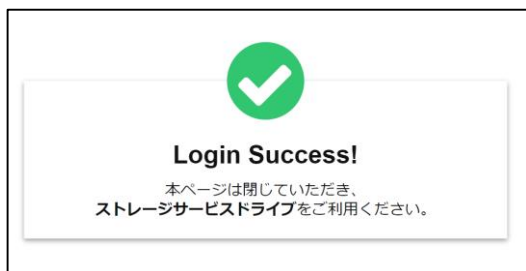 Login Success!
本ページは閉じていただき、
ストレージサービスドライブをご利用ください。